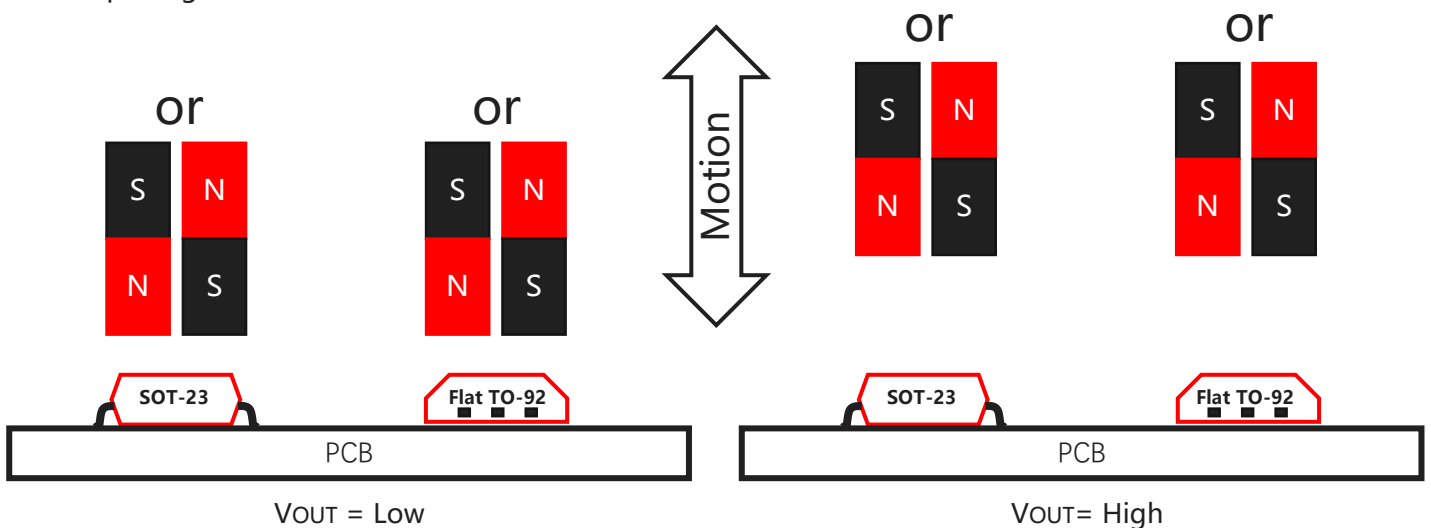 or or
or or
S N S N
N S N S
Motion
S N S N
N S N S
SOT-23 Flat TO-92 SOT-23 Flat TO-92
PCB PCB
VOUT = Low VOUT= High